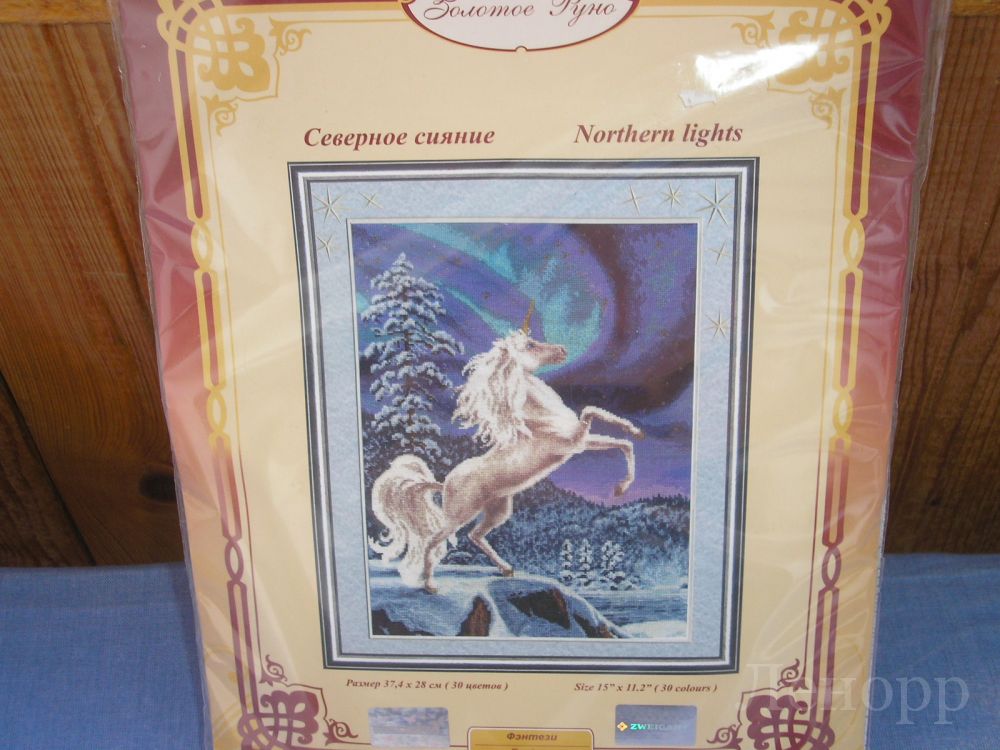 Золотое Руно
Северное сияние Northern lights
Размер 37,4 x 28 см ( 30 цветов ) Size 15" x 11.2" ( 30 colours )
ZWEIGART
Фэнтези
Ленорр